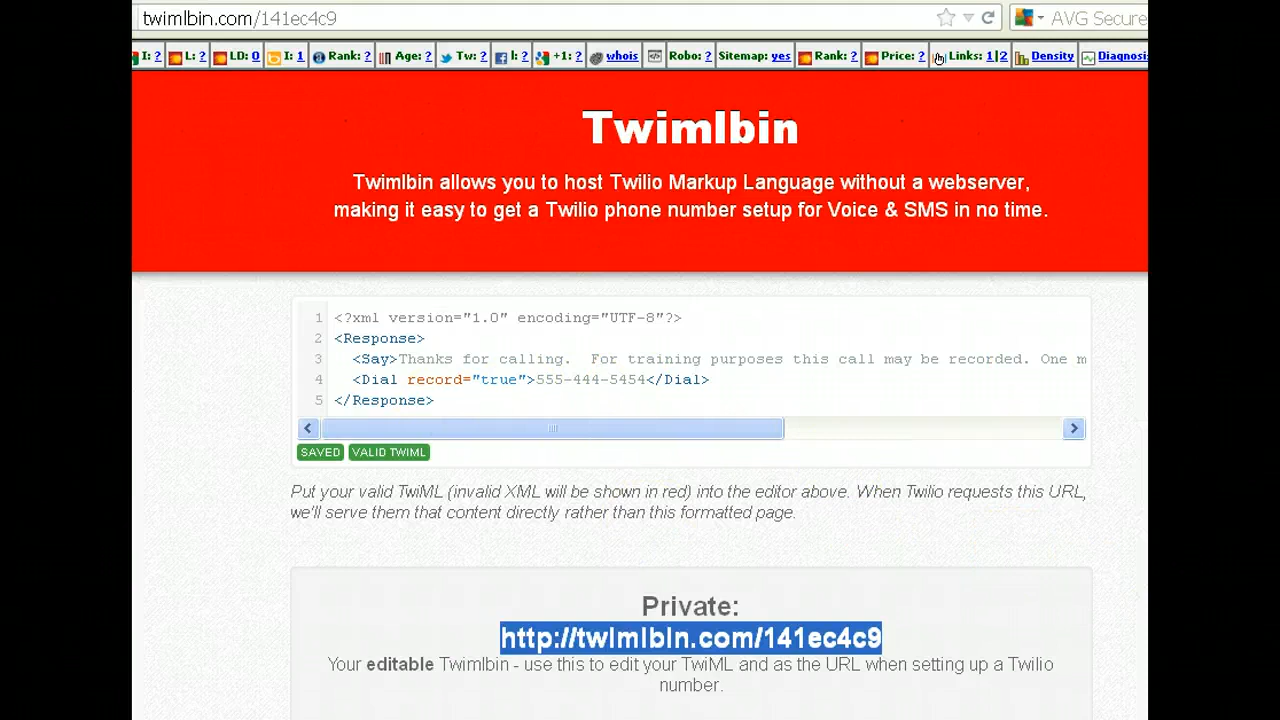 twimlbin.com/141ec4c9 AVG Secure
I: ? L: ? LD: 0 I: 1 Rank: ? Age: ? Tw: ? l: ? +1: ? whois Robo: ? Sitemap: yes Rank: ? Price: ? Links: 1|2 Density Diagnosi
Twimlbin
Twimlbin allows you to host Twilio Markup Language without a webserver,
making it easy to get a Twilio phone number setup for Voice & SMS in no time.
1 <?xml version="1.0" encoding="UTF-8"?>
2 <Response>
3 <Say>Thanks for calling. For training purposes this call may be recorded. One m
4 <Dial record="true">555-444-5454</Dial>
5 </Response>
SAVED VALID TWIML
Put your valid TwiML (invalid XML will be shown in red) into the editor above. When Twilio requests this URL,
we'll serve them that content directly rather than this formatted page.
Private:
http://twimlbin.com/141ec4c9
Your editable Twimlbin - use this to edit your TwiML and as the URL when setting up a Twilio
number.